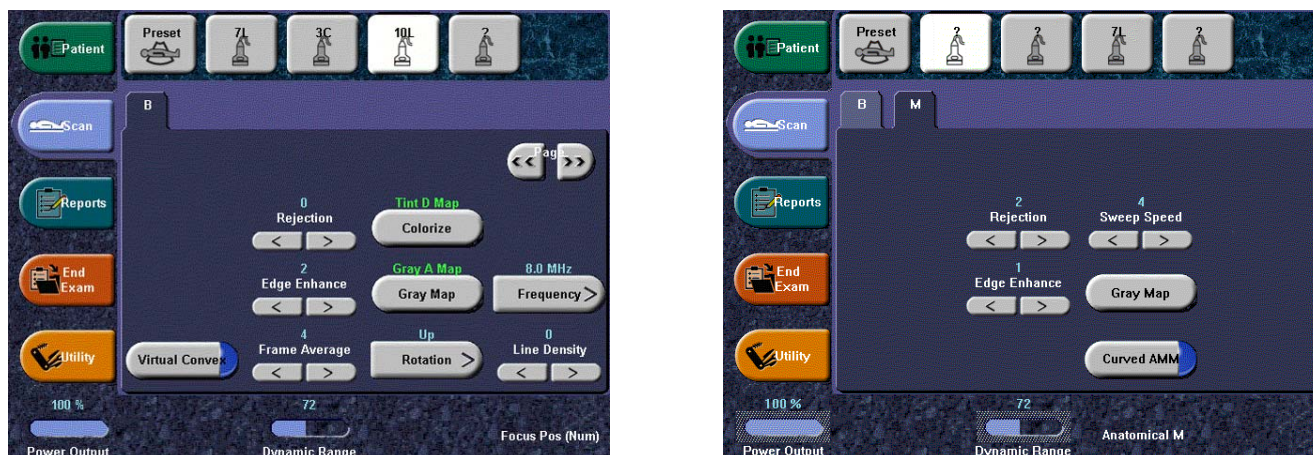 Patient
Preset
7L
3C
10L
?
B
Scan
Page
<< >>
Reports
0
Rejection
< >
Tint D Map
Colorize
End
Exam
2
Edge Enhance
< >
Gray A Map
Gray Map
8.0 MHz
Frequency >
Utility
Virtual Convex
4
Frame Average
< >
Up
Rotation >
0
Line Density
< >
100 %
Power Output
72
Dynamic Range
Focus Pos (Num)
Patient
Preset
?
?
7L
?
B
M
Scan
Reports
2
Rejection
< >
4
Sweep Speed
< >
End
Exam
1
Edge Enhance
< >
Gray Map
Utility
Curved AMM
100 %
Power Output
72
Dynamic Range
Anatomical M